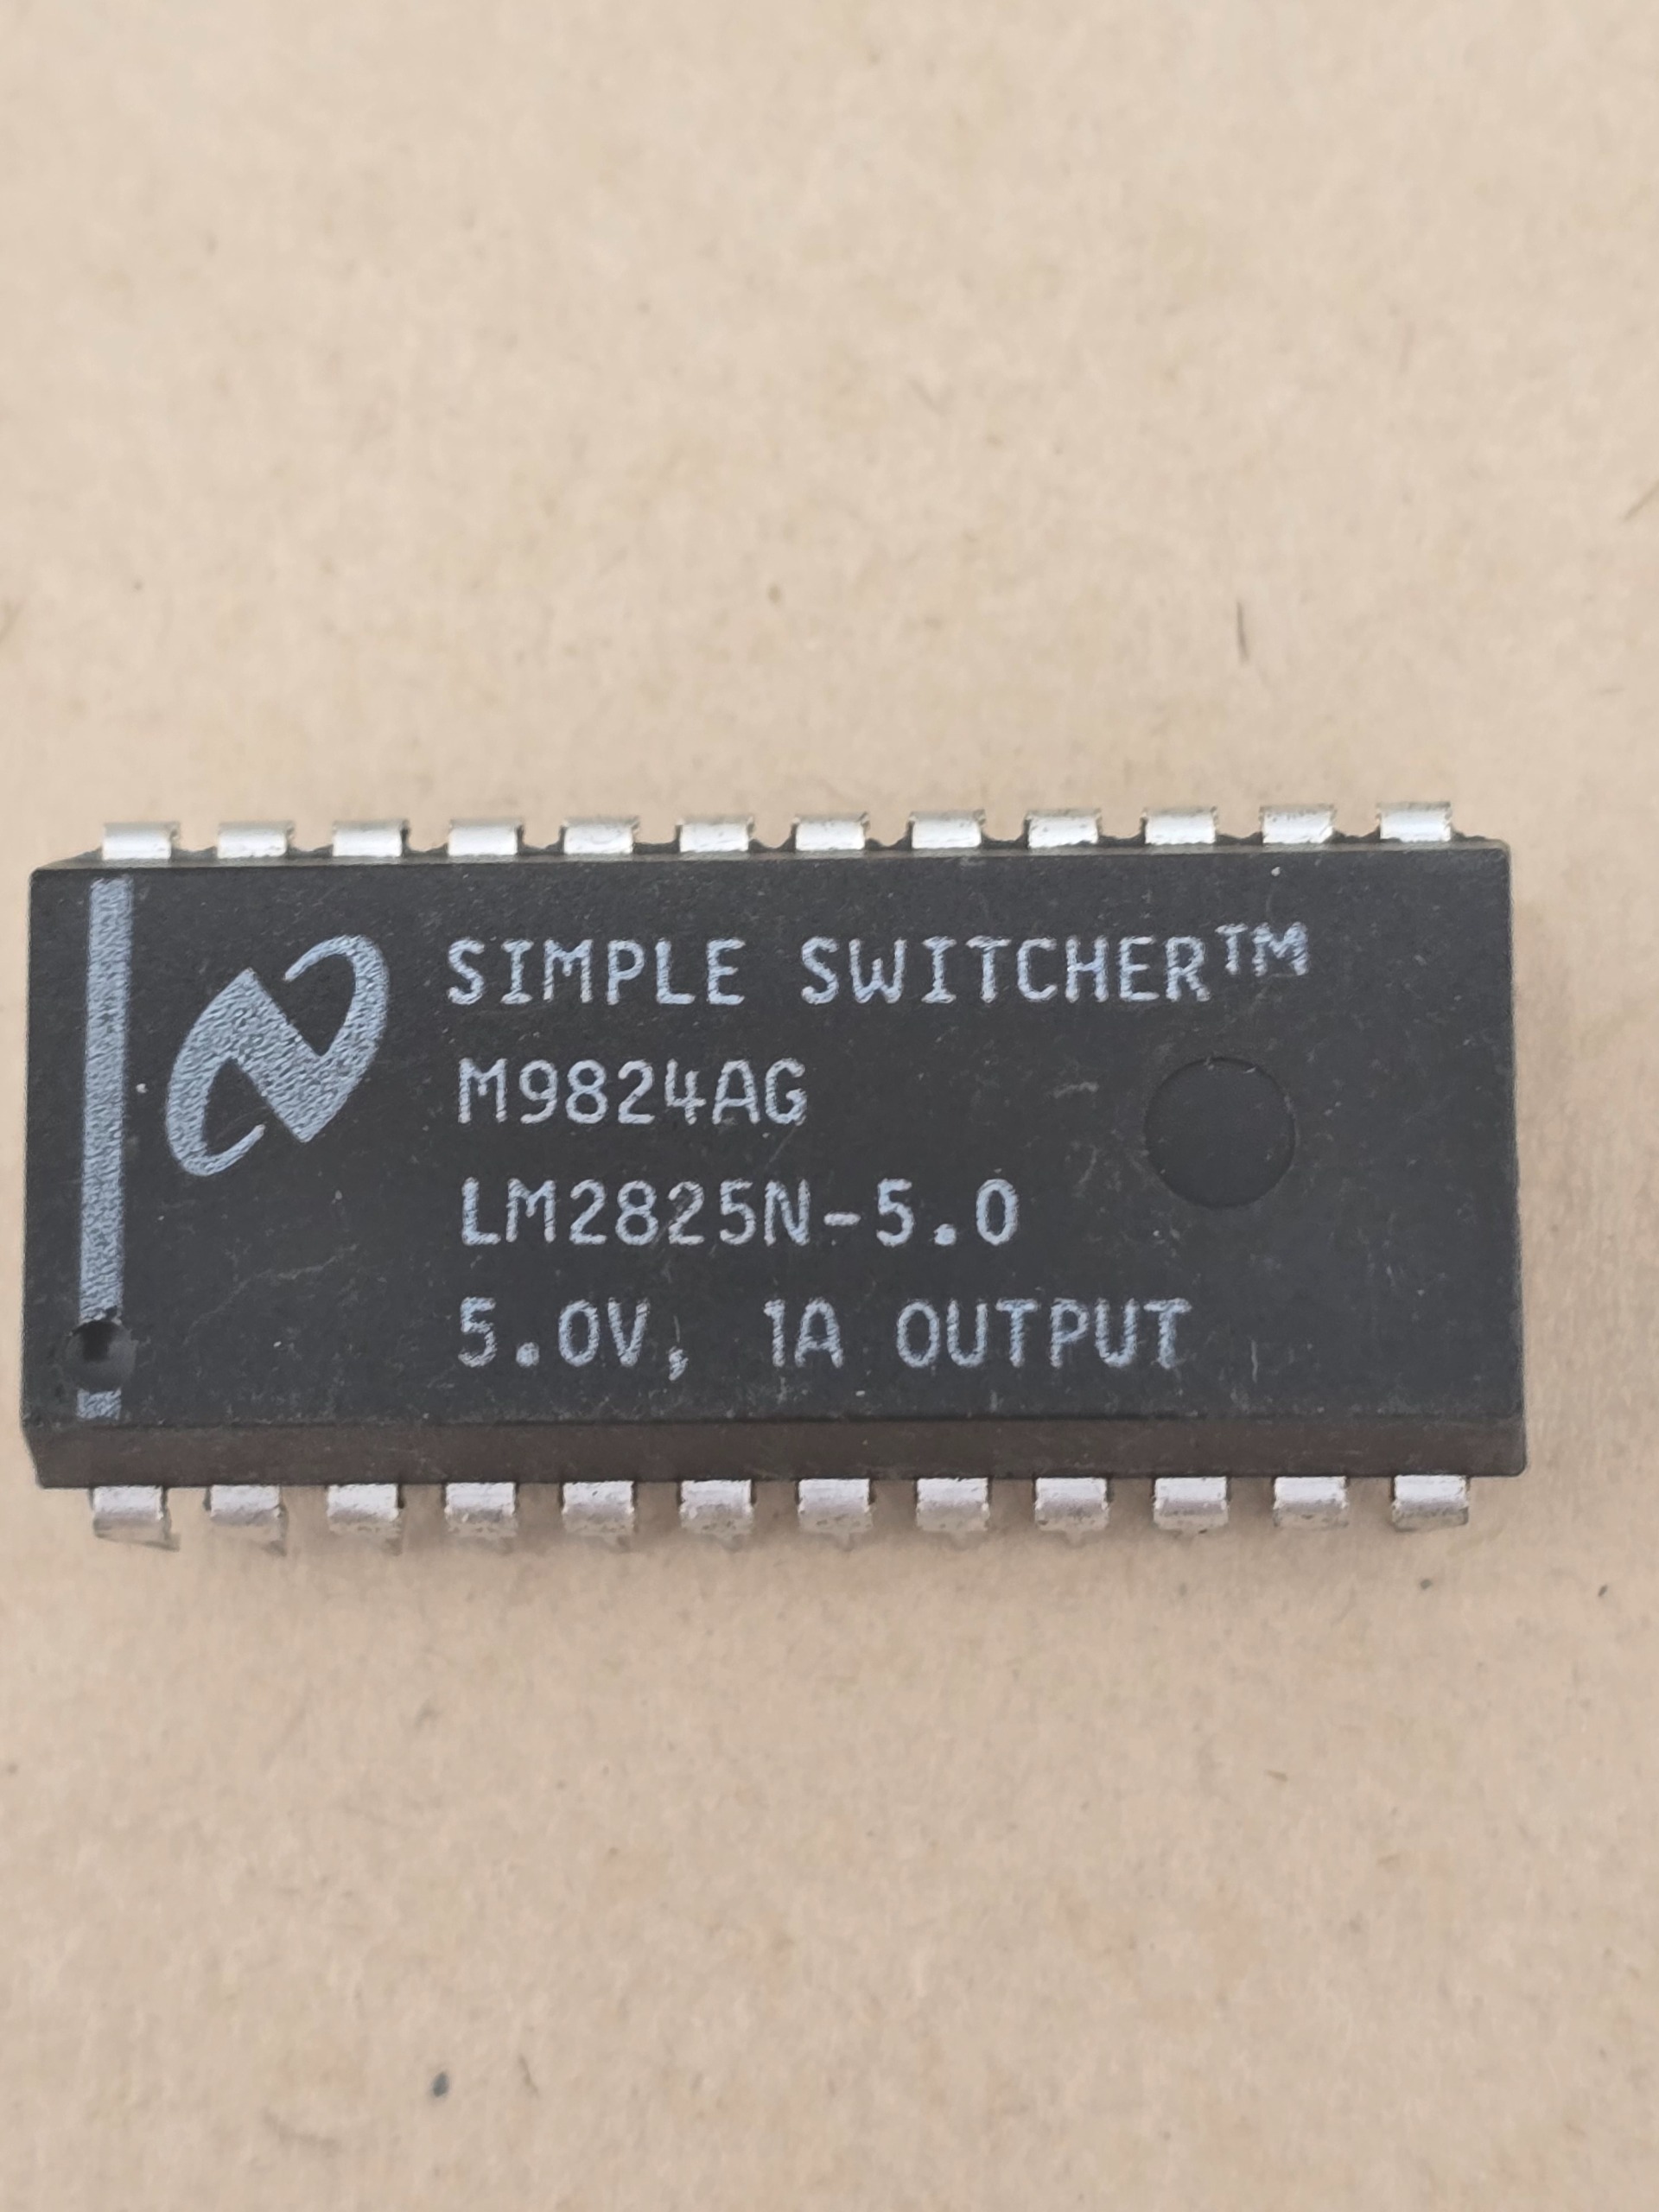 SIMPLE SWITCHER™
M9824AG
LM2825N-5.0
5.0V, 1A OUTPUT